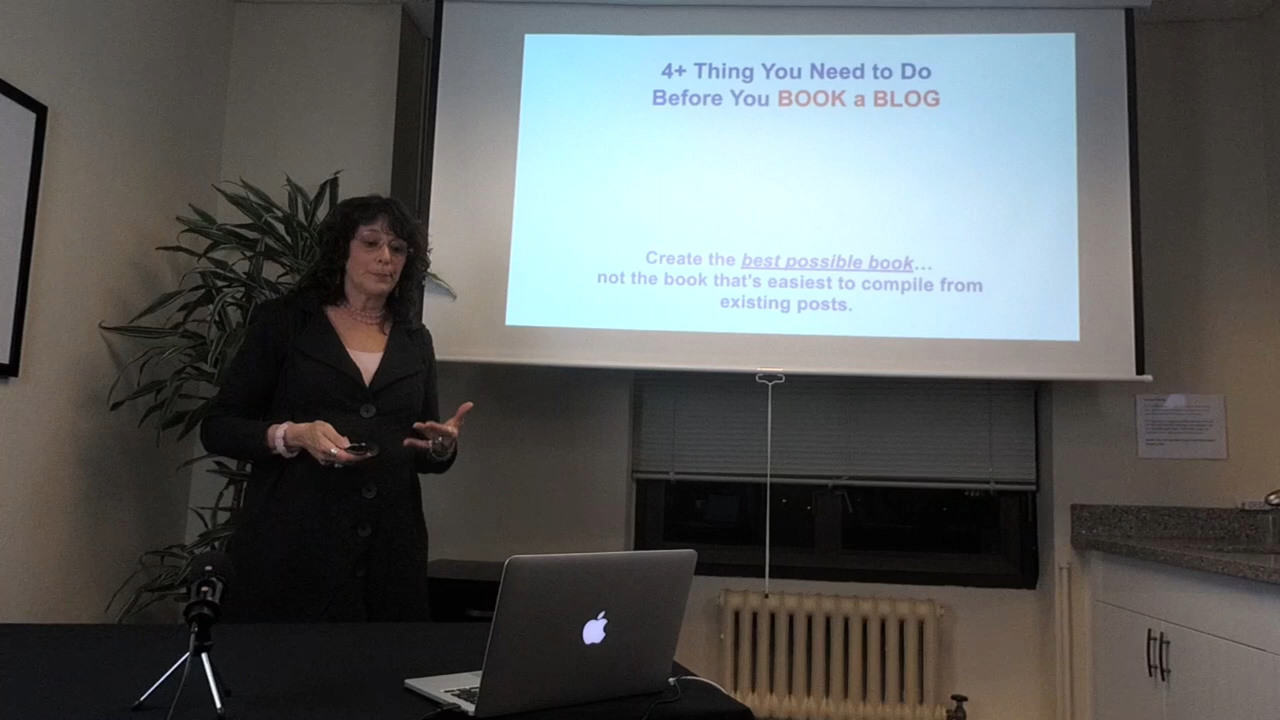 4+ Thing You Need to Do
Before You BOOK a BLOG
Create the best possible book...
not the book that's easiest to compile from
existing posts.